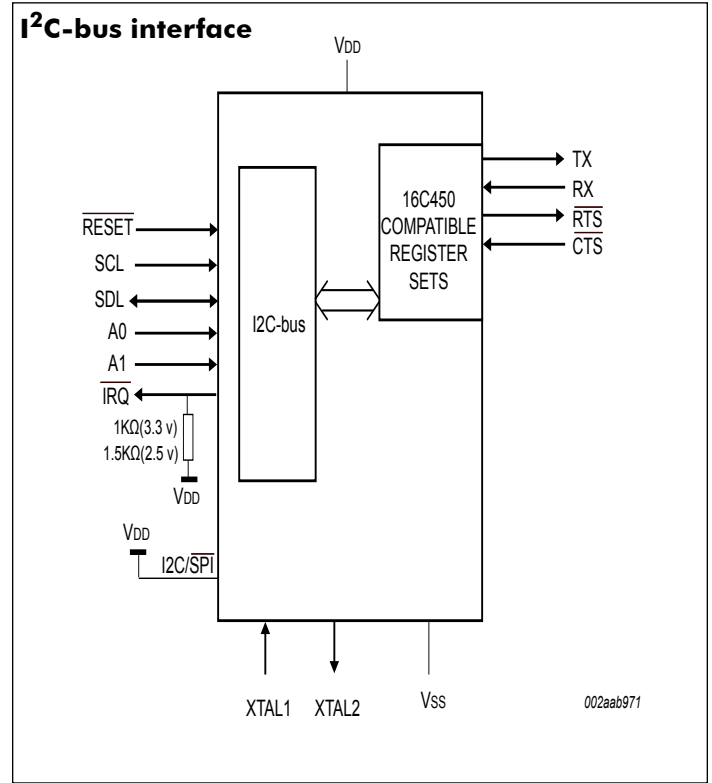 I²C-bus interface
VDD
16C450
COMPATIBLE
REGISTER
SETS
TX
RX
RTS
CTS
RESET
SCL
SDL
A0
A1
IRQ
I2C-bus
1KΩ(3.3 v)
1.5KΩ(2.5 v)
VDD
VDD
I2C/SPI
XTAL1
XTAL2
VSS
002aab971